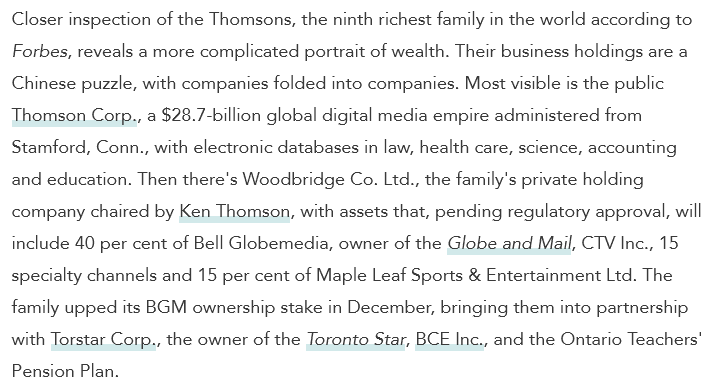 Closer inspection of the Thomsons, the ninth richest family in the world according to
Forbes, reveals a more complicated portrait of wealth. Their business holdings are a
Chinese puzzle, with companies folded into companies. Most visible is the public
Thomson Corp., a $28.7-billion global digital media empire administered from
Stamford, Conn., with electronic databases in law, health care, science, accounting
and education. Then there's Woodbridge Co. Ltd., the family's private holding
company chaired by Ken Thomson, with assets that, pending regulatory approval, will
include 40 per cent of Bell Globemedia, owner of the Globe and Mail, CTV Inc., 15
specialty channels and 15 per cent of Maple Leaf Sports & Entertainment Ltd. The
family upped its BGM ownership stake in December, bringing them into partnership
with Torstar Corp., the owner of the Toronto Star, BCE Inc., and the Ontario Teachers'
Pension Plan.